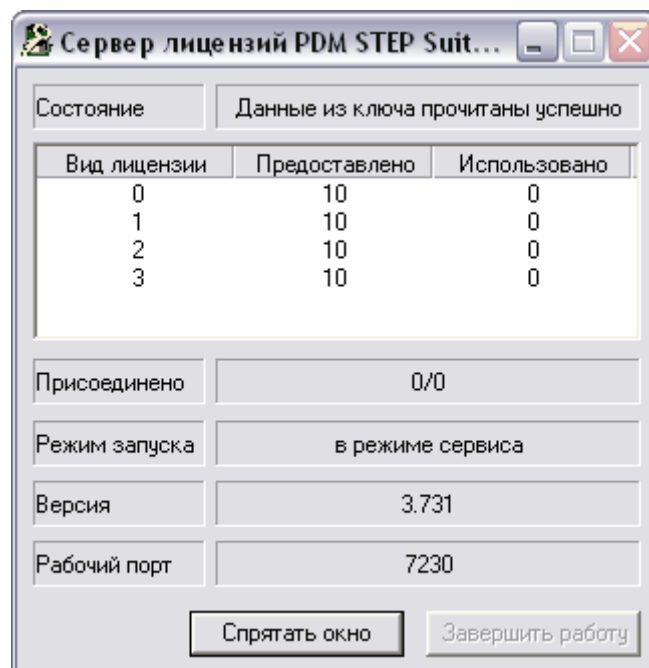 Сервер лицензий PDM STEP Suit...
Состояние Данные из ключа прочитаны успешно
Вид лицензии Предоставлено Использовано
0 10 0
1 10 0
2 10 0
3 10 0
Присоединено 0/0
Режим запуска в режиме сервиса
Версия 3.731
Рабочий порт 7230
Спрятать окно Завершить работу